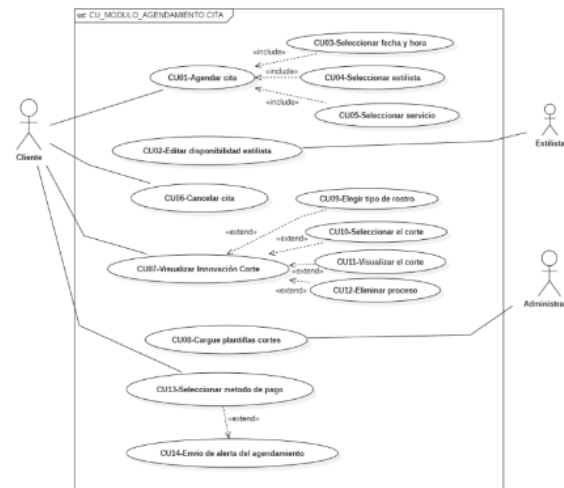 uc CU_MODULO_AGENDAMIENTO CITA
CU03-Seleccionar fecha y hora
«include»
CU01-Agendar cita
«include»
CU04-Seleccionar estilista
«include»
CU05-Seleccionar servicio
Cliente
CU02-Editar disponibilidad estilista
Estilista
CU06-Cancelar cita
CU09-Elegir tipo de rostro
«extend»
CU10-Seleccionar el corte
«extend»
CU07-Visualizar Innovación Corte
CU11-Visualizar el corte
«extend»
CU12-Eliminar proceso
«extend»
Administra
CU08-Cargue plantillas cortes
CU13-Seleccionar metodo de pago
«extend»
CU14-Envio de alerta del agendamiento